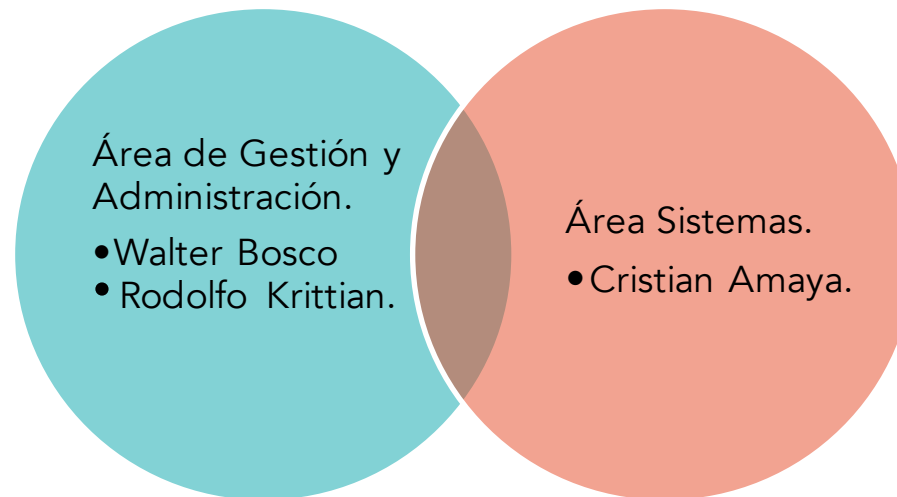 Área de Gestión y
Administración.
•Walter Bosco
• Rodolfo Krittian.
Área Sistemas.
•Cristian Amaya.